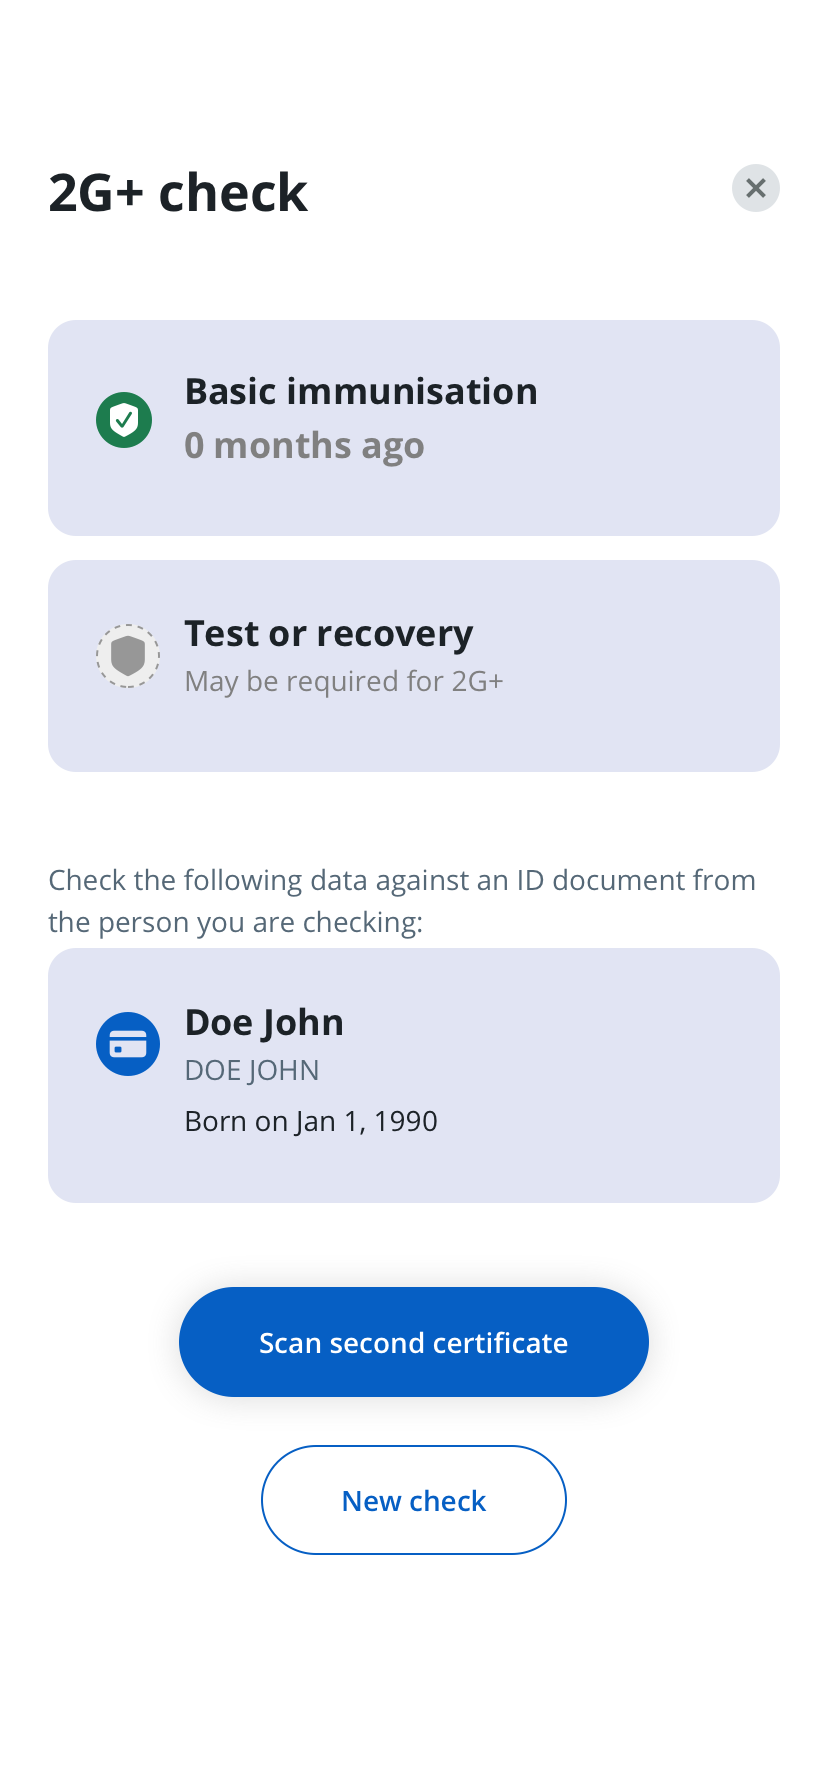 2G+ check
Basic immunisation
0 months ago
Test or recovery
May be required for 2G+
Check the following data against an ID document from
the person you are checking:
Doe John
DOE JOHN
Born on Jan 1, 1990
Scan second certificate
New check